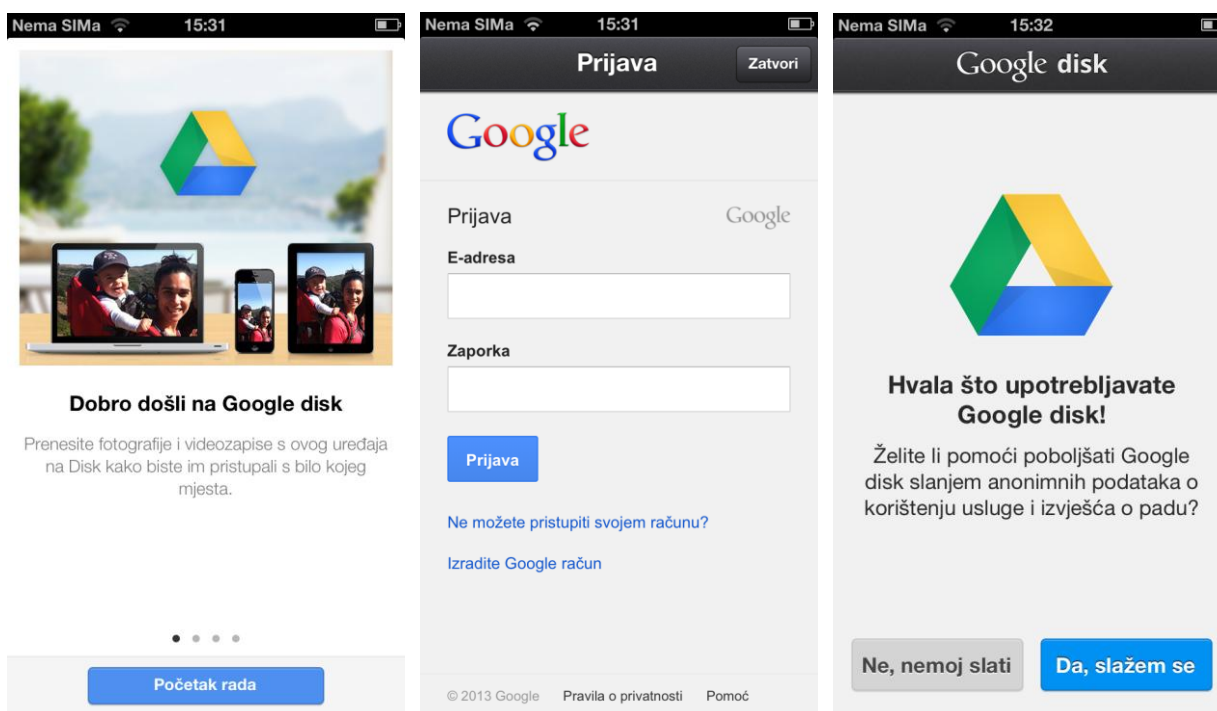 Nema SIMa 15:31
Dobro došli na Google disk
Prenesite fotografije i videozapise s ovog uređaja
na Disk kako biste im pristupali s bilo kojeg
mjesta.
Početak rada
Nema SIMa 15:31
Prijava Zatvori
Google
Prijava Google
E-adresa
Zaporka
Prijava
Ne možete pristupiti svojem računu?
Izradite Google račun
© 2013 Google Pravila o privatnosti Pomoć
Nema SIMa 15:32
Google disk
Hvala što upotrebljavate
Google disk!
Želite li pomoći poboljšati Google
disk slanjem anonimnih podataka o
korištenju usluge i izvješća o padu?
Ne, nemoj slati Da, slažem se